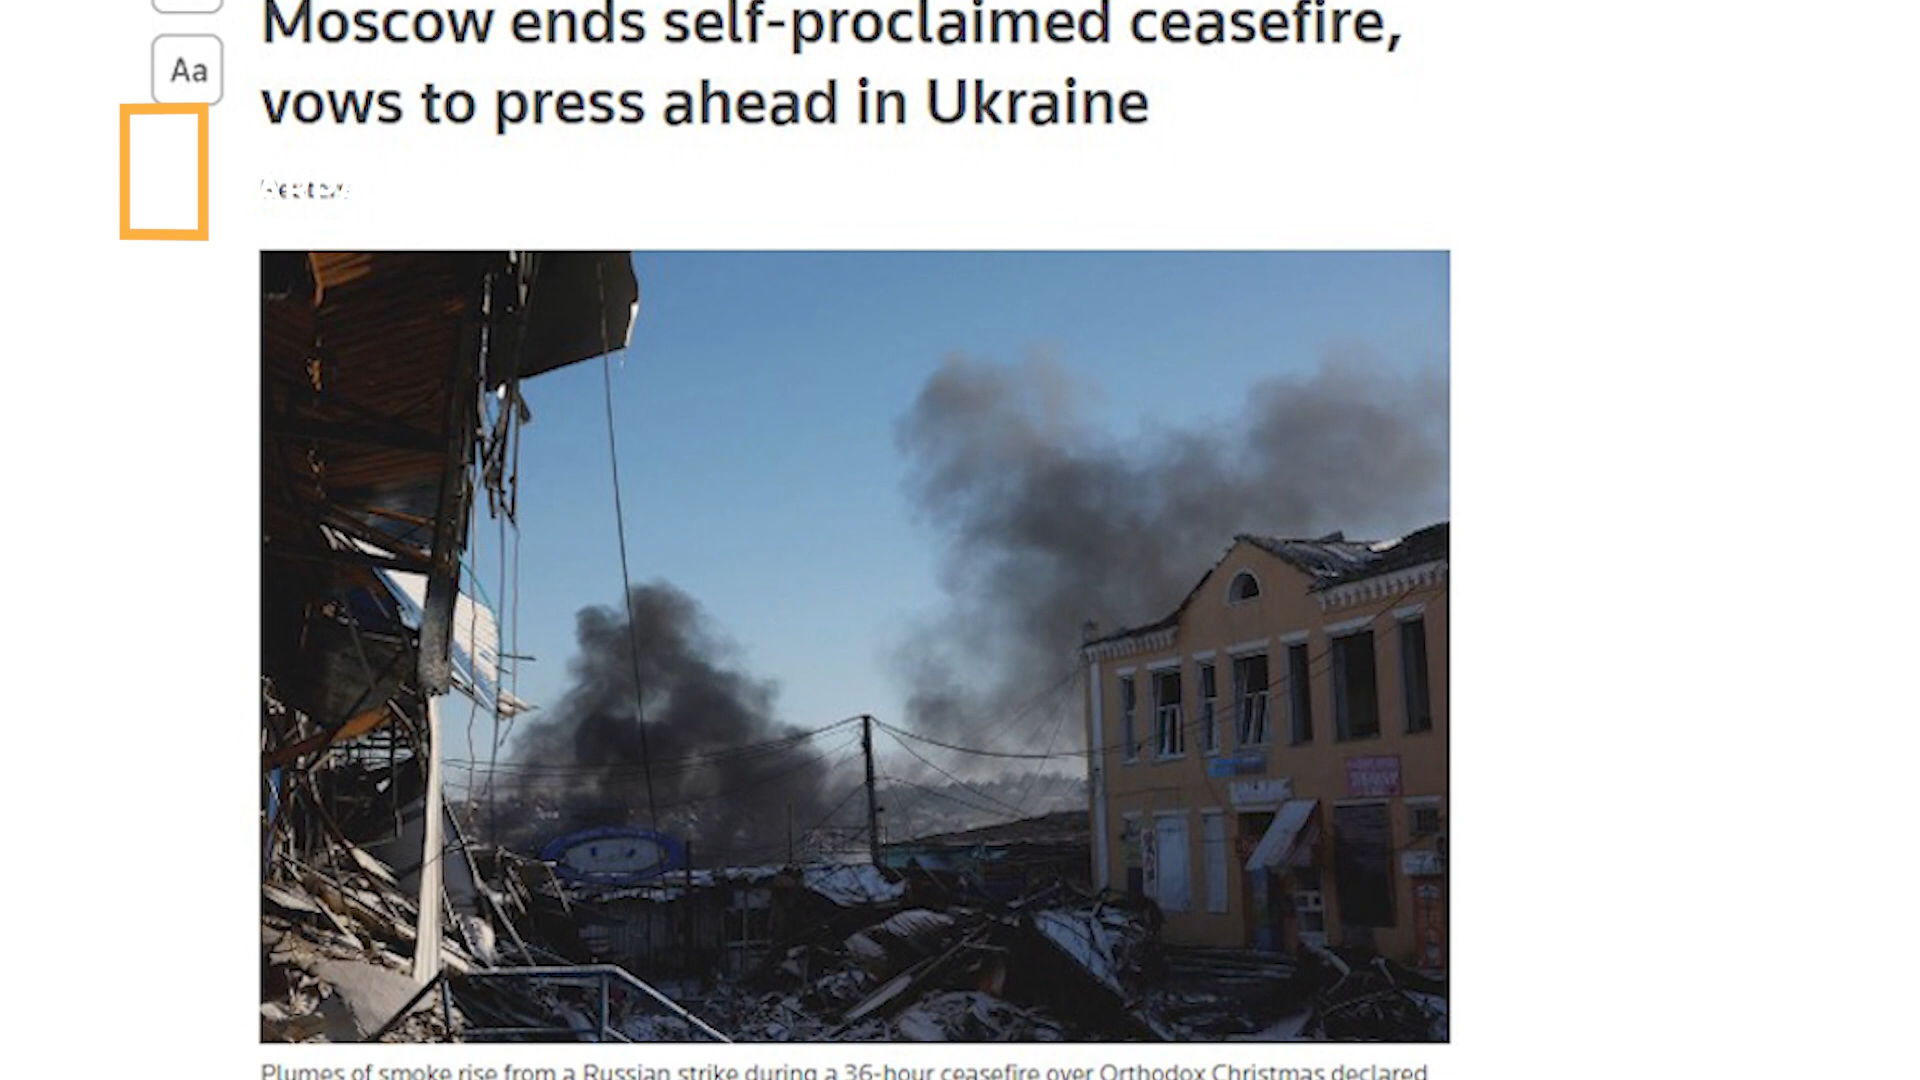 Aa
Moscow ends self-proclaimed ceasefire,
vows to press ahead in Ukraine
Plumes of smoke rise from a Russian strike during a 36-hour ceasefire over Orthodox Christmas declared